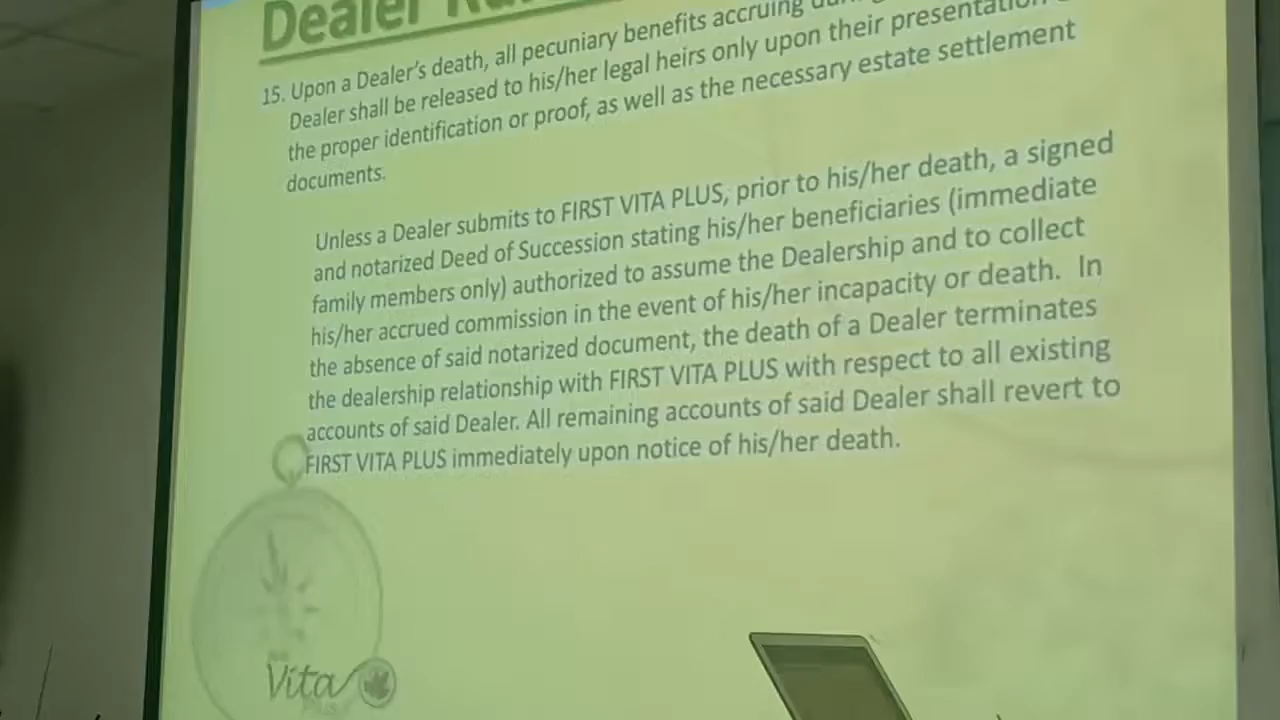 Dealer
15. Upon a Dealer's death, all pecuniary benefits accruing
Dealer shall be released to his/her legal heirs only upon their presentation
the proper identification or proof, as well as the necessary estate settlement
documents.
Unless a Dealer submits to FIRST VITA PLUS, prior to his/her death, a signed
and notarized Deed of Succession stating his/her beneficiaries (immediate
family members only) authorized to assume the Dealership and to collect
his/her accrued commission in the event of his/her incapacity or death. In
the absence of said notarized document, the death of a Dealer terminates
the dealership relationship with FIRST VITA PLUS with respect to all existing
accounts of said Dealer. All remaining accounts of said Dealer shall revert to
FIRST VITA PLUS immediately upon notice of his/her death.
Vita
Plus